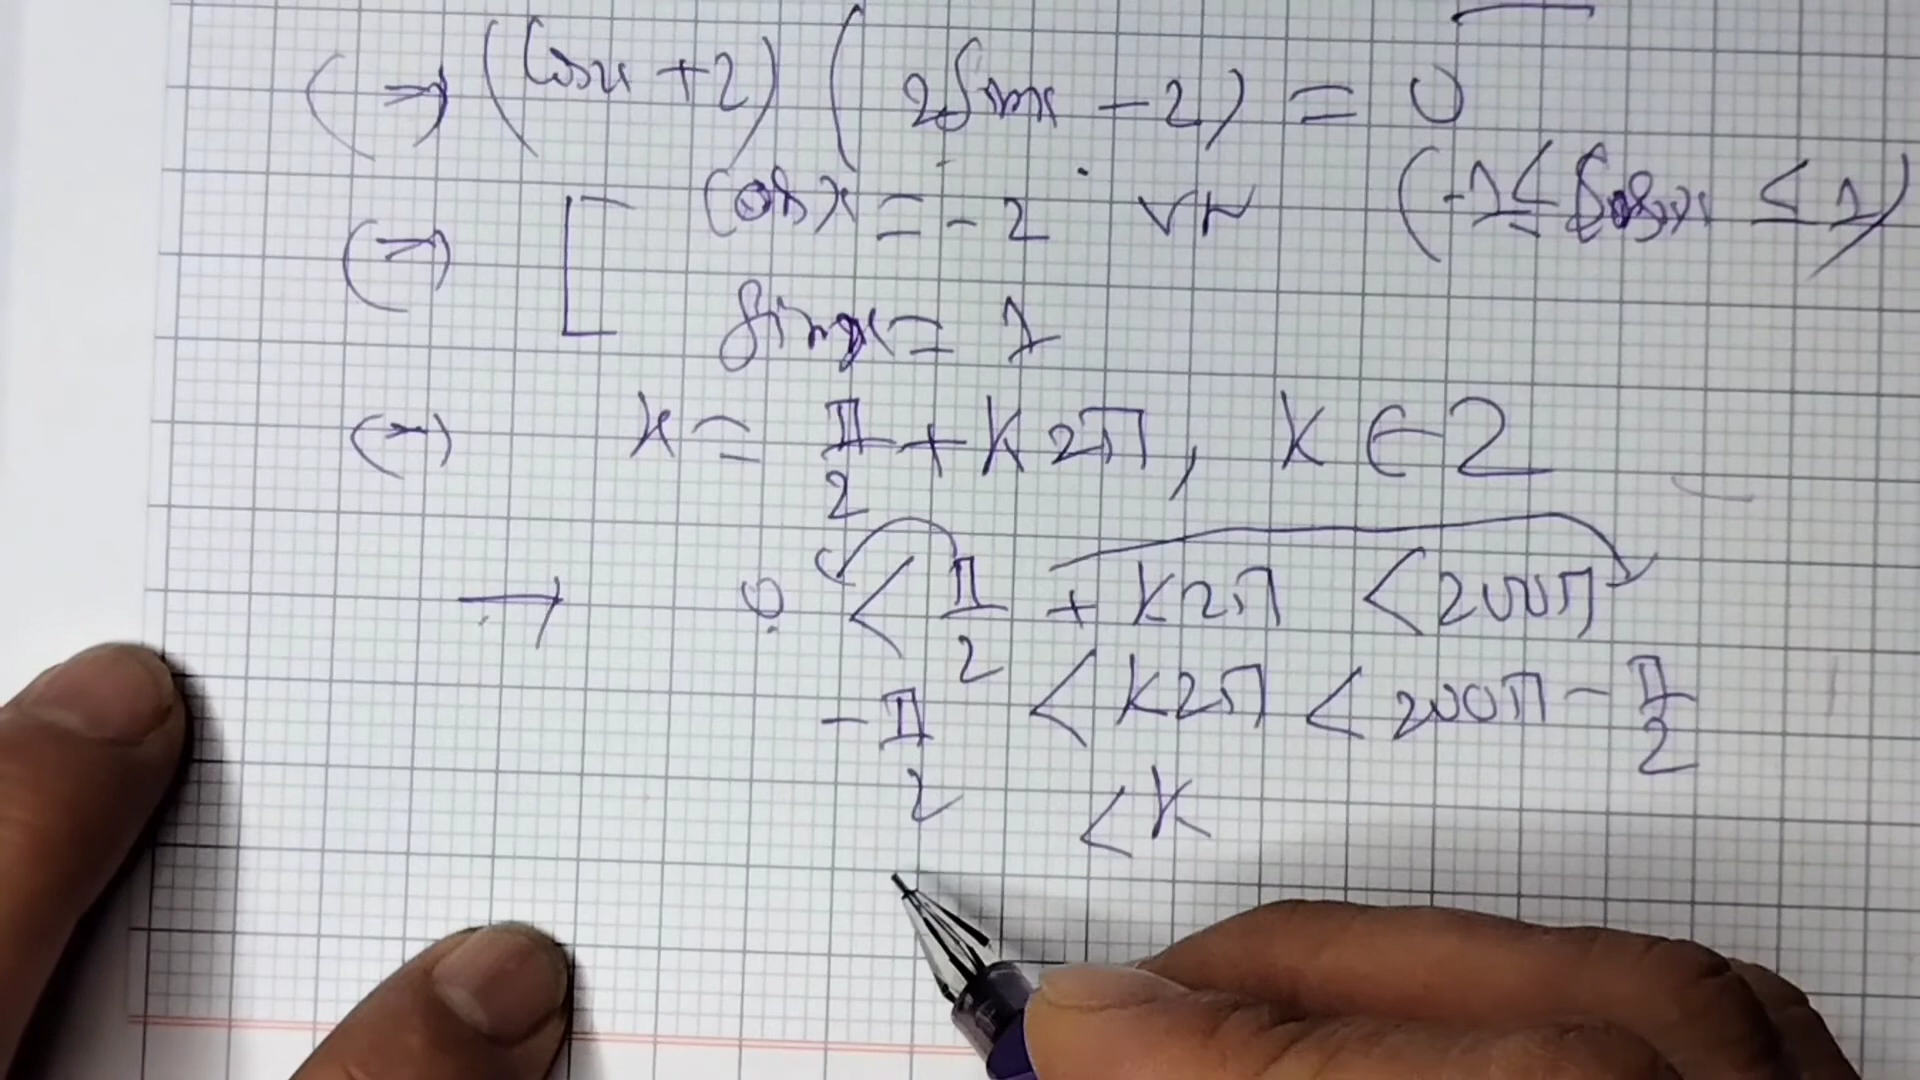 (=>) (Cosx + 2) (2Sinx - 2) = 0
(=>) [ Cosx = -2 vn (-1 ≤ Cosx ≤ 1)
Sinx = 1
(=>) x = π/2 + K2π, K ∈ Z
→ 0 < π/2 + K2π < 200π
-π/2 < K2π < 200π - π/2
< K